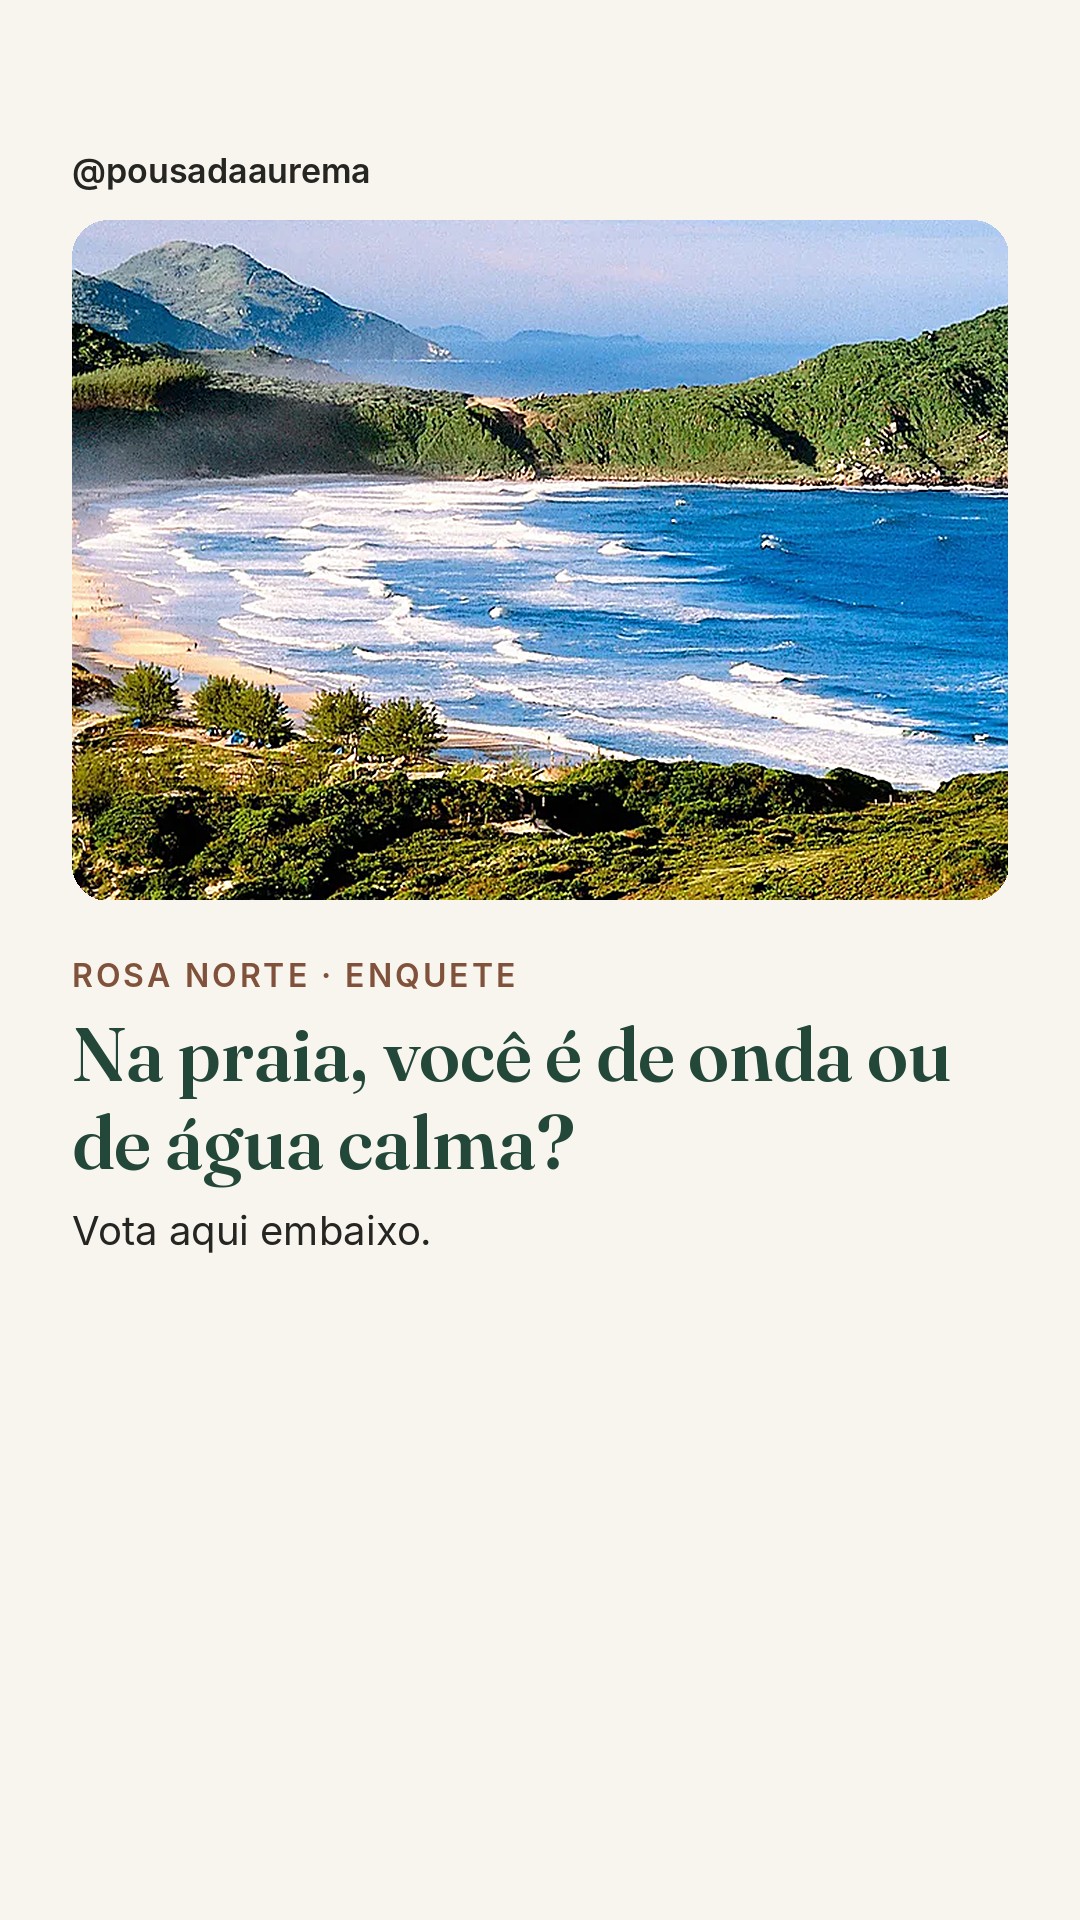 @pousadaaurema
ROSA NORTE · ENQUETE
Na praia, você é de onda ou
de água calma?
Vota aqui embaixo.